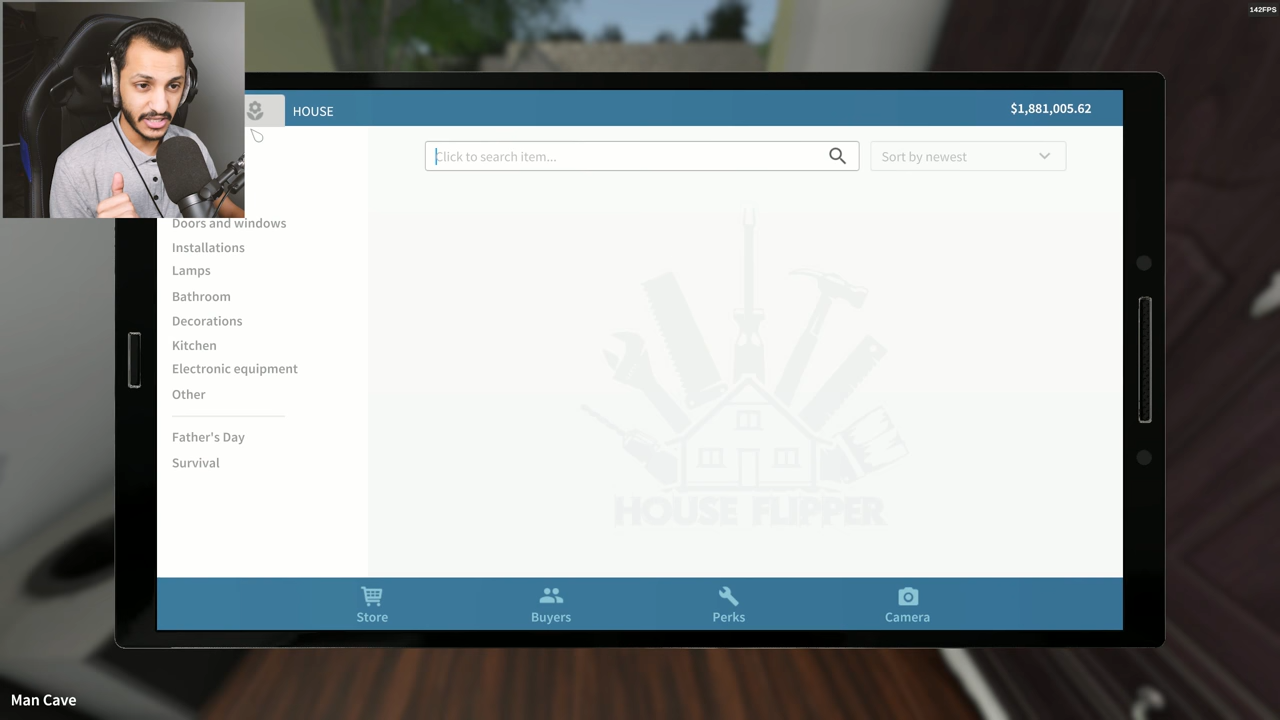 142FPS
HOUSE
$1,881,005.62
Click to search item...
Sort by newest
Doors and windows
Installations
Lamps
Bathroom
Decorations
Kitchen
Electronic equipment
Other
Father's Day
Survival
HOUSE FLIPPER
Store
Buyers
Perks
Camera
Man Cave